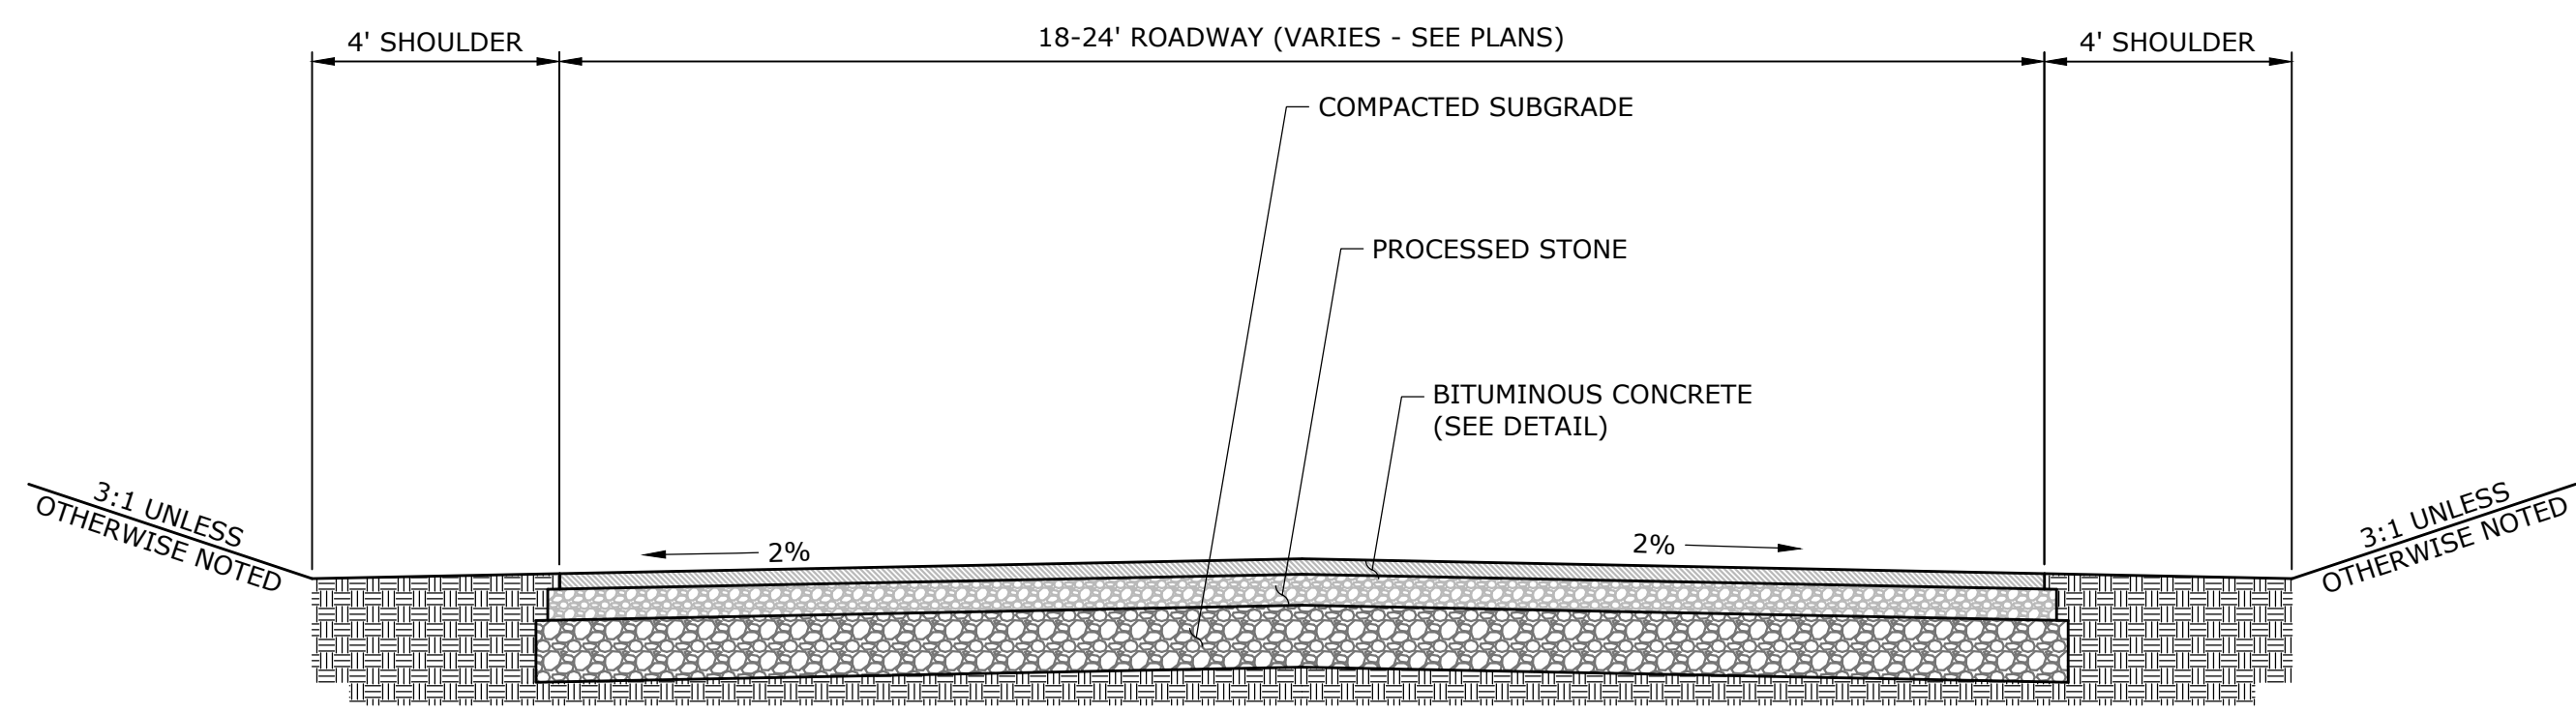 4' SHOULDER
18-24' ROADWAY (VARIES - SEE PLANS)
4' SHOULDER
COMPACTED SUBGRADE
PROCESSED STONE
BITUMINOUS CONCRETE
(SEE DETAIL)
3:1 UNLESS
OTHERWISE NOTED
2%
2%
3:1 UNLESS
OTHERWISE NOTED